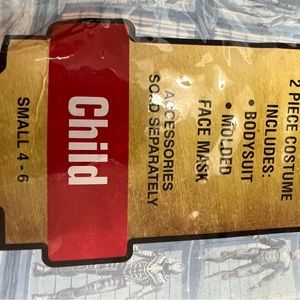 2 PIECE COSTUME
INCLUDES:
• BODYSUIT
• MOLDED
FACE MASK
ACCESSORIES
SOLD SEPARATELY
Child
SMALL 4 - 6